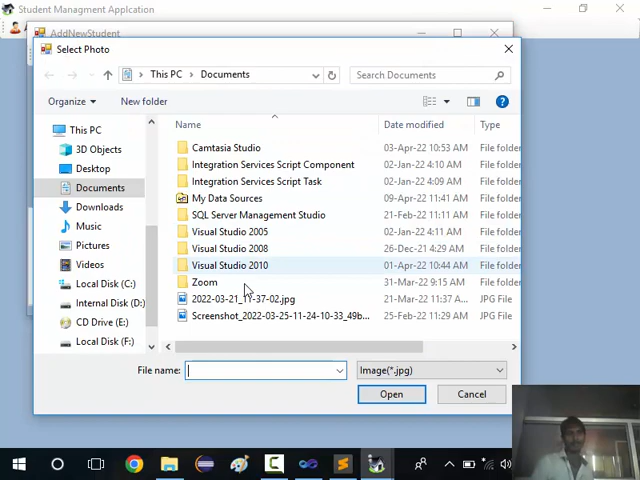 Student Managment Application
AddNewStudent
Select Photo
This PC > Documents
Search Documents
Organize
New folder
Name
Date modified
Type
This PC
3D Objects
Desktop
Documents
Downloads
Music
Pictures
Videos
Local Disk (C:)
Internal Drive (D:)
CD Drive (E:)
Local Disk (F:)
Camtasia Studio 03-Apr-22 10:53 AM File folder
Integration Services Script Component 02-Jan-22 4:10 AM File folder
Integration Services Script Task 02-Jan-22 4:09 AM File folder
My Data Sources 09-Apr-22 11:41 AM File folder
SQL Server Management Studio 21-Feb-22 11:11 AM File folder
Visual Studio 2005 02-Jan-22 4:11 AM File folder
Visual Studio 2008 26-Dec-21 4:29 AM File folder
Visual Studio 2010 01-Apr-22 10:44 AM File folder
Zoom 31-Mar-22 9:15 AM File folder
2022-03-21_17-37-02.jpg 21-Mar-22 11:37 A... JPG File
Screenshot_2022-03-25-11-24-10-33_49b... 25-Feb-22 11:29 AM JPG File
File name:
Image(*.jpg)
Open
Cancel